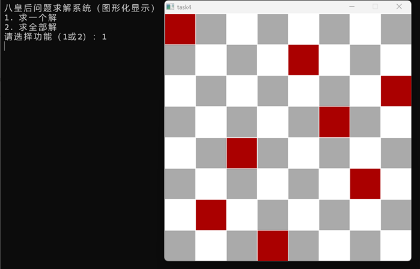 八皇后问题求解系统（图形化显示）
1. 求一个解
2. 求全部解
请选择功能（1或2）：1
task4